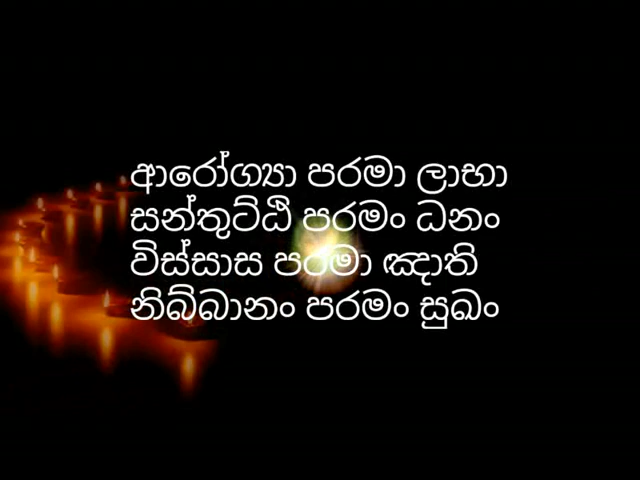 ආරෝග්‍යා පරමා ලාභා
සන්තුට්ඨි පරමං ධනං
විස්සාස පරමා ඤාති
නිබ්බානං පරමං සුඛං